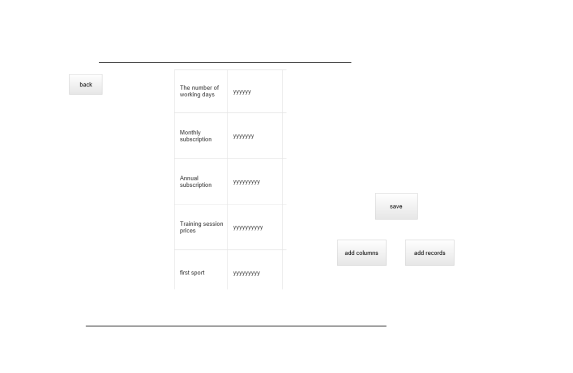 back
The number of
working days
yyyyyy
Monthly
subscription
yyyyyyy
Annual
subscription
yyyyyyyyy
Training session
prices
yyyyyyyyyy
first sport
yyyyyyyyy
save
add columns
add records